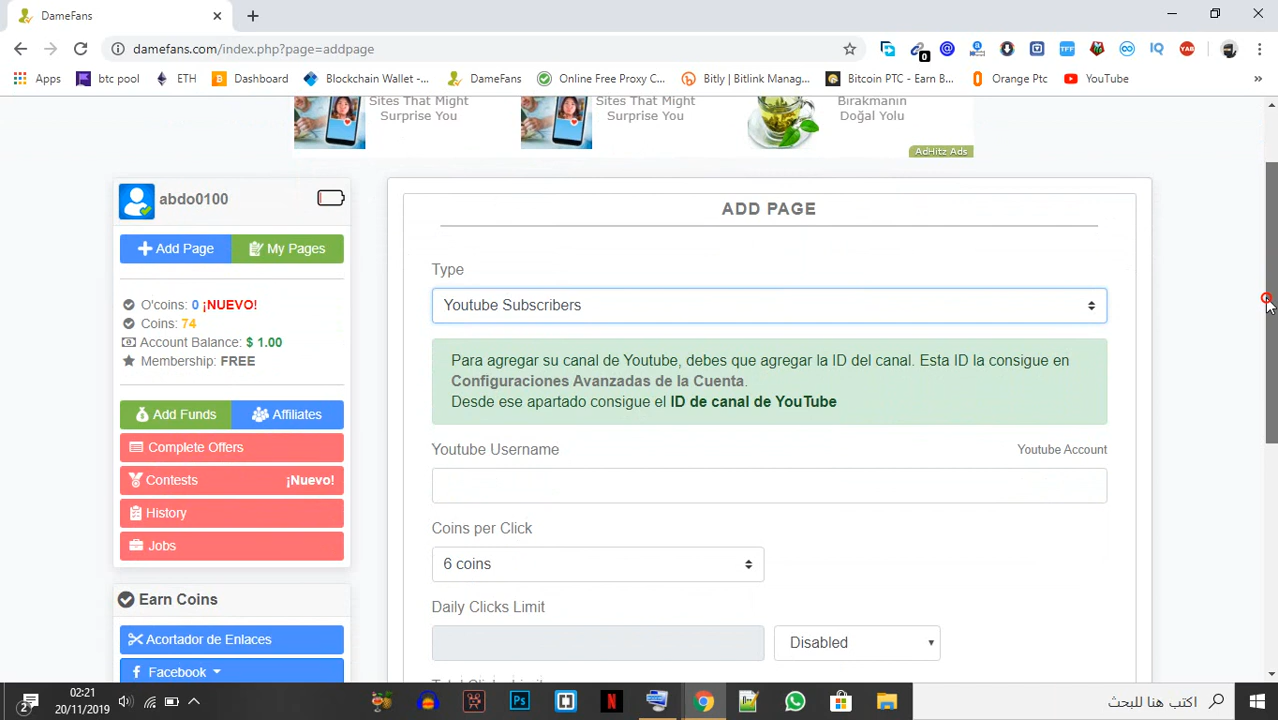 DameFans
damefans.com/index.php?page=addpage
Apps
btc pool
ETH
Dashboard
Blockchain Wallet -...
DameFans
Online Free Proxy C...
Bitly | Bitlink Manag...
Bitcoin PTC - Earn B...
Orange Ptc
YouTube
»
Sites That Might
Surprise You
Sites That Might
Surprise You
Bırakmanın
Doğal Yolu
AdHitz Ads
abdo0100
Add Page
My Pages
O'coins: 0 ¡NUEVO!
Coins: 74
Account Balance: $ 1.00
Membership: FREE
Add Funds
Affiliates
Complete Offers
Contests ¡Nuevo!
History
Jobs
Earn Coins
Acortador de Enlaces
Facebook
ADD PAGE
Type
Youtube Subscribers
Para agregar su canal de Youtube, debes que agregar la ID del canal. Esta ID la consigue en
Configuraciones Avanzadas de la Cuenta.
Desde ese apartado consigue el ID de canal de YouTube
Youtube Username
Youtube Account
Coins per Click
6 coins
Daily Clicks Limit
Disabled
02:21
20/11/2019
اكتب هنا للبحث